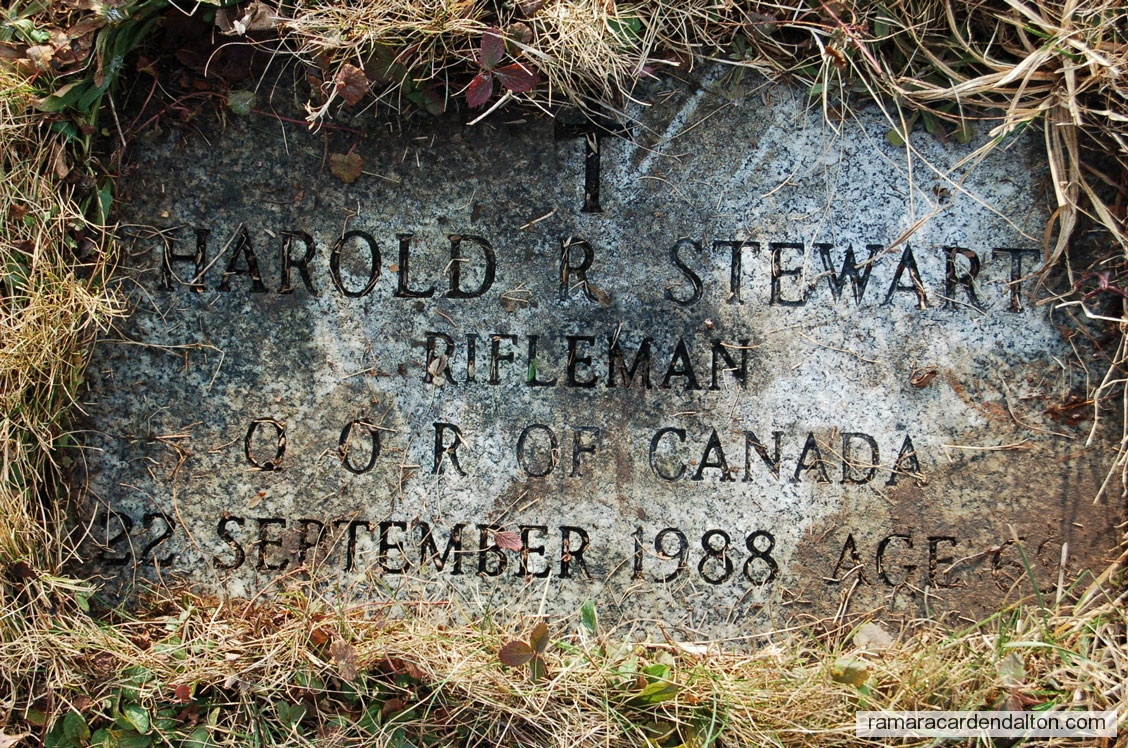 HAROLD R STEWART
RIFLEMAN
Q O R OF CANADA
22 SEPTEMBER 1988 AGE
ramaracardendalton.com